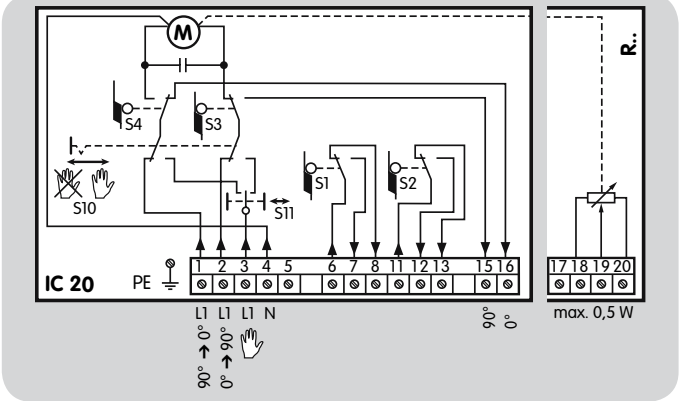 M
R..
S4
S3
S1
S2
S10
S11
IC 20
PE
1 2 3 4 5 6 7 8 11 12 13 15 16
17 18 19 20
L1 L1 L1 N
90° → 0°
0° → 90°
90°
0°
max. 0,5 W